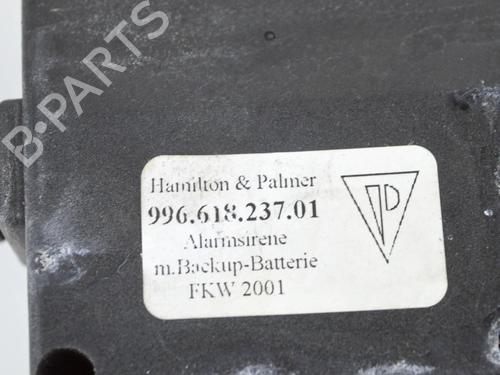 B-PARTS
Hamilton & Palmer
996.618.237.01
Alarmsirene
m.Backup-Batterie
FKW 2001